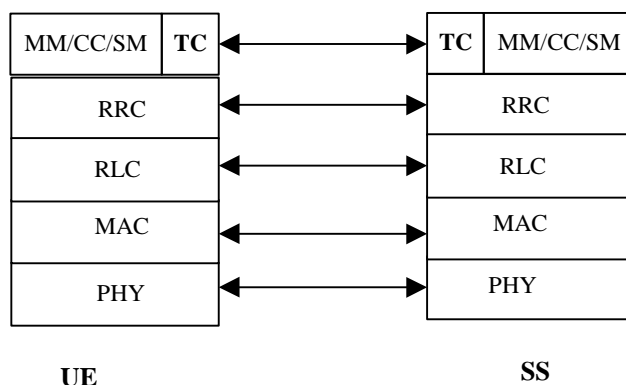 MM/CC/SM TC TC MM/CC/SM
RRC RRC
RLC RLC
MAC MAC
PHY PHY
UE SS